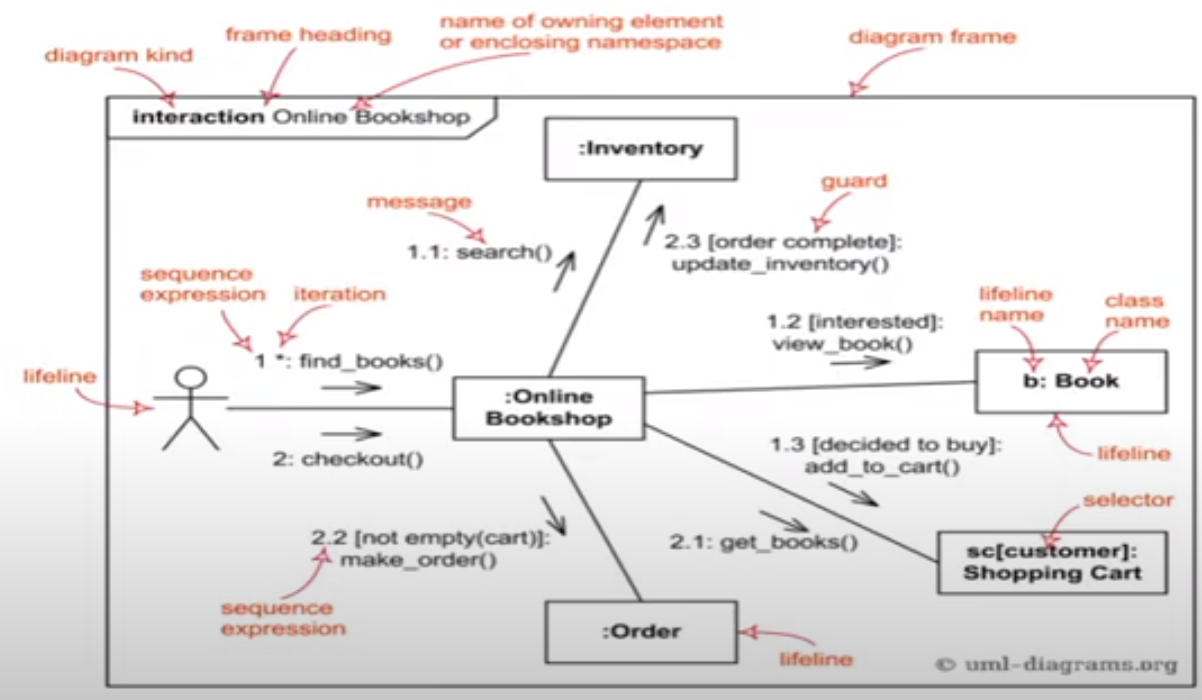 name of owning element
or enclosing namespace
frame heading
diagram kind
diagram frame
interaction Online Bookshop
:Inventory
guard
message
1.1: search()
2.3 [order complete]:
update_inventory()
sequence
expression
iteration
lifeline
name
class
name
1.2 [interested]:
view_book()
1 *: find_books()
lifeline
:Online
Bookshop
b: Book
2: checkout()
1.3 [decided to buy]:
add_to_cart()
lifeline
selector
2.2 [not empty(cart)]:
make_order()
2.1: get_books()
sc[customer]:
Shopping Cart
sequence
expression
:Order
lifeline
© uml-diagrams.org